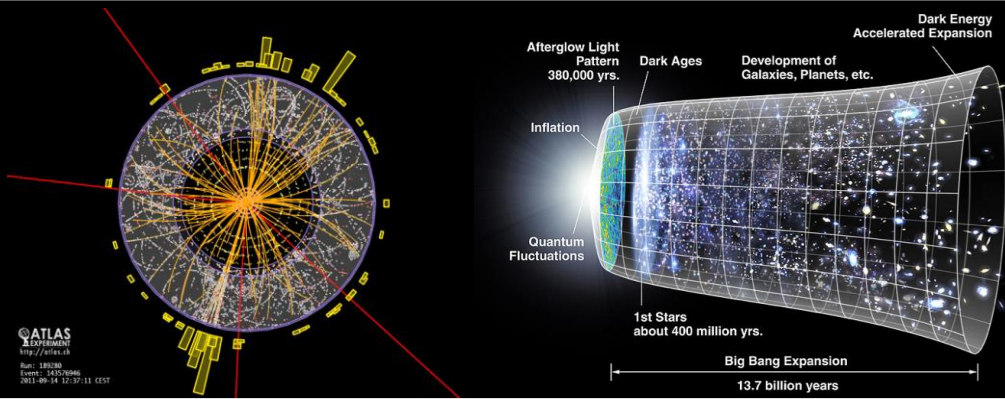 ATLAS
EXPERIMENT
http://atlas.ch
Run: 189280
Event: 143576946
2011-09-14 12:37:11 CEST
Dark Energy
Accelerated Expansion
Afterglow Light
Pattern
380,000 yrs.
Dark Ages
Development of
Galaxies, Planets, etc.
Inflation
Quantum
Fluctuations
1st Stars
about 400 million yrs.
Big Bang Expansion
13.7 billion years